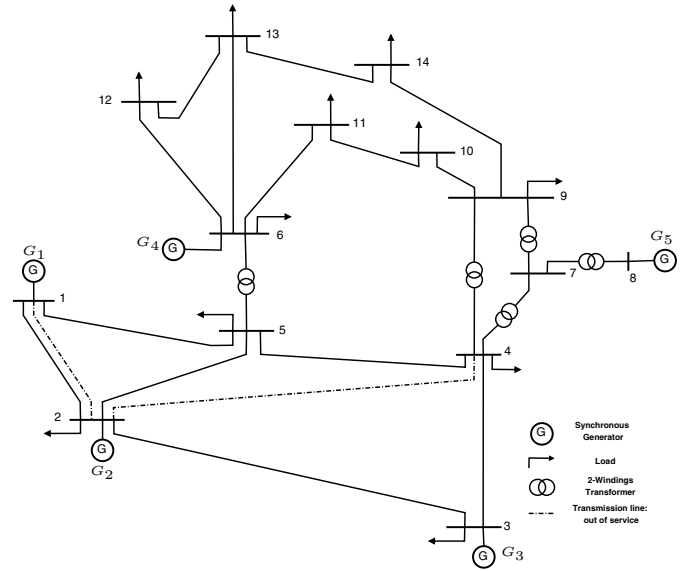 13
14
12
11
10
9
6
G4
G
G5
G
7
8
G1
G
1
5
4
2
G
G2
G
Synchronous
Generator
Load
2-Windings
Transformer
Transmission line:
out of service
3
G
G3